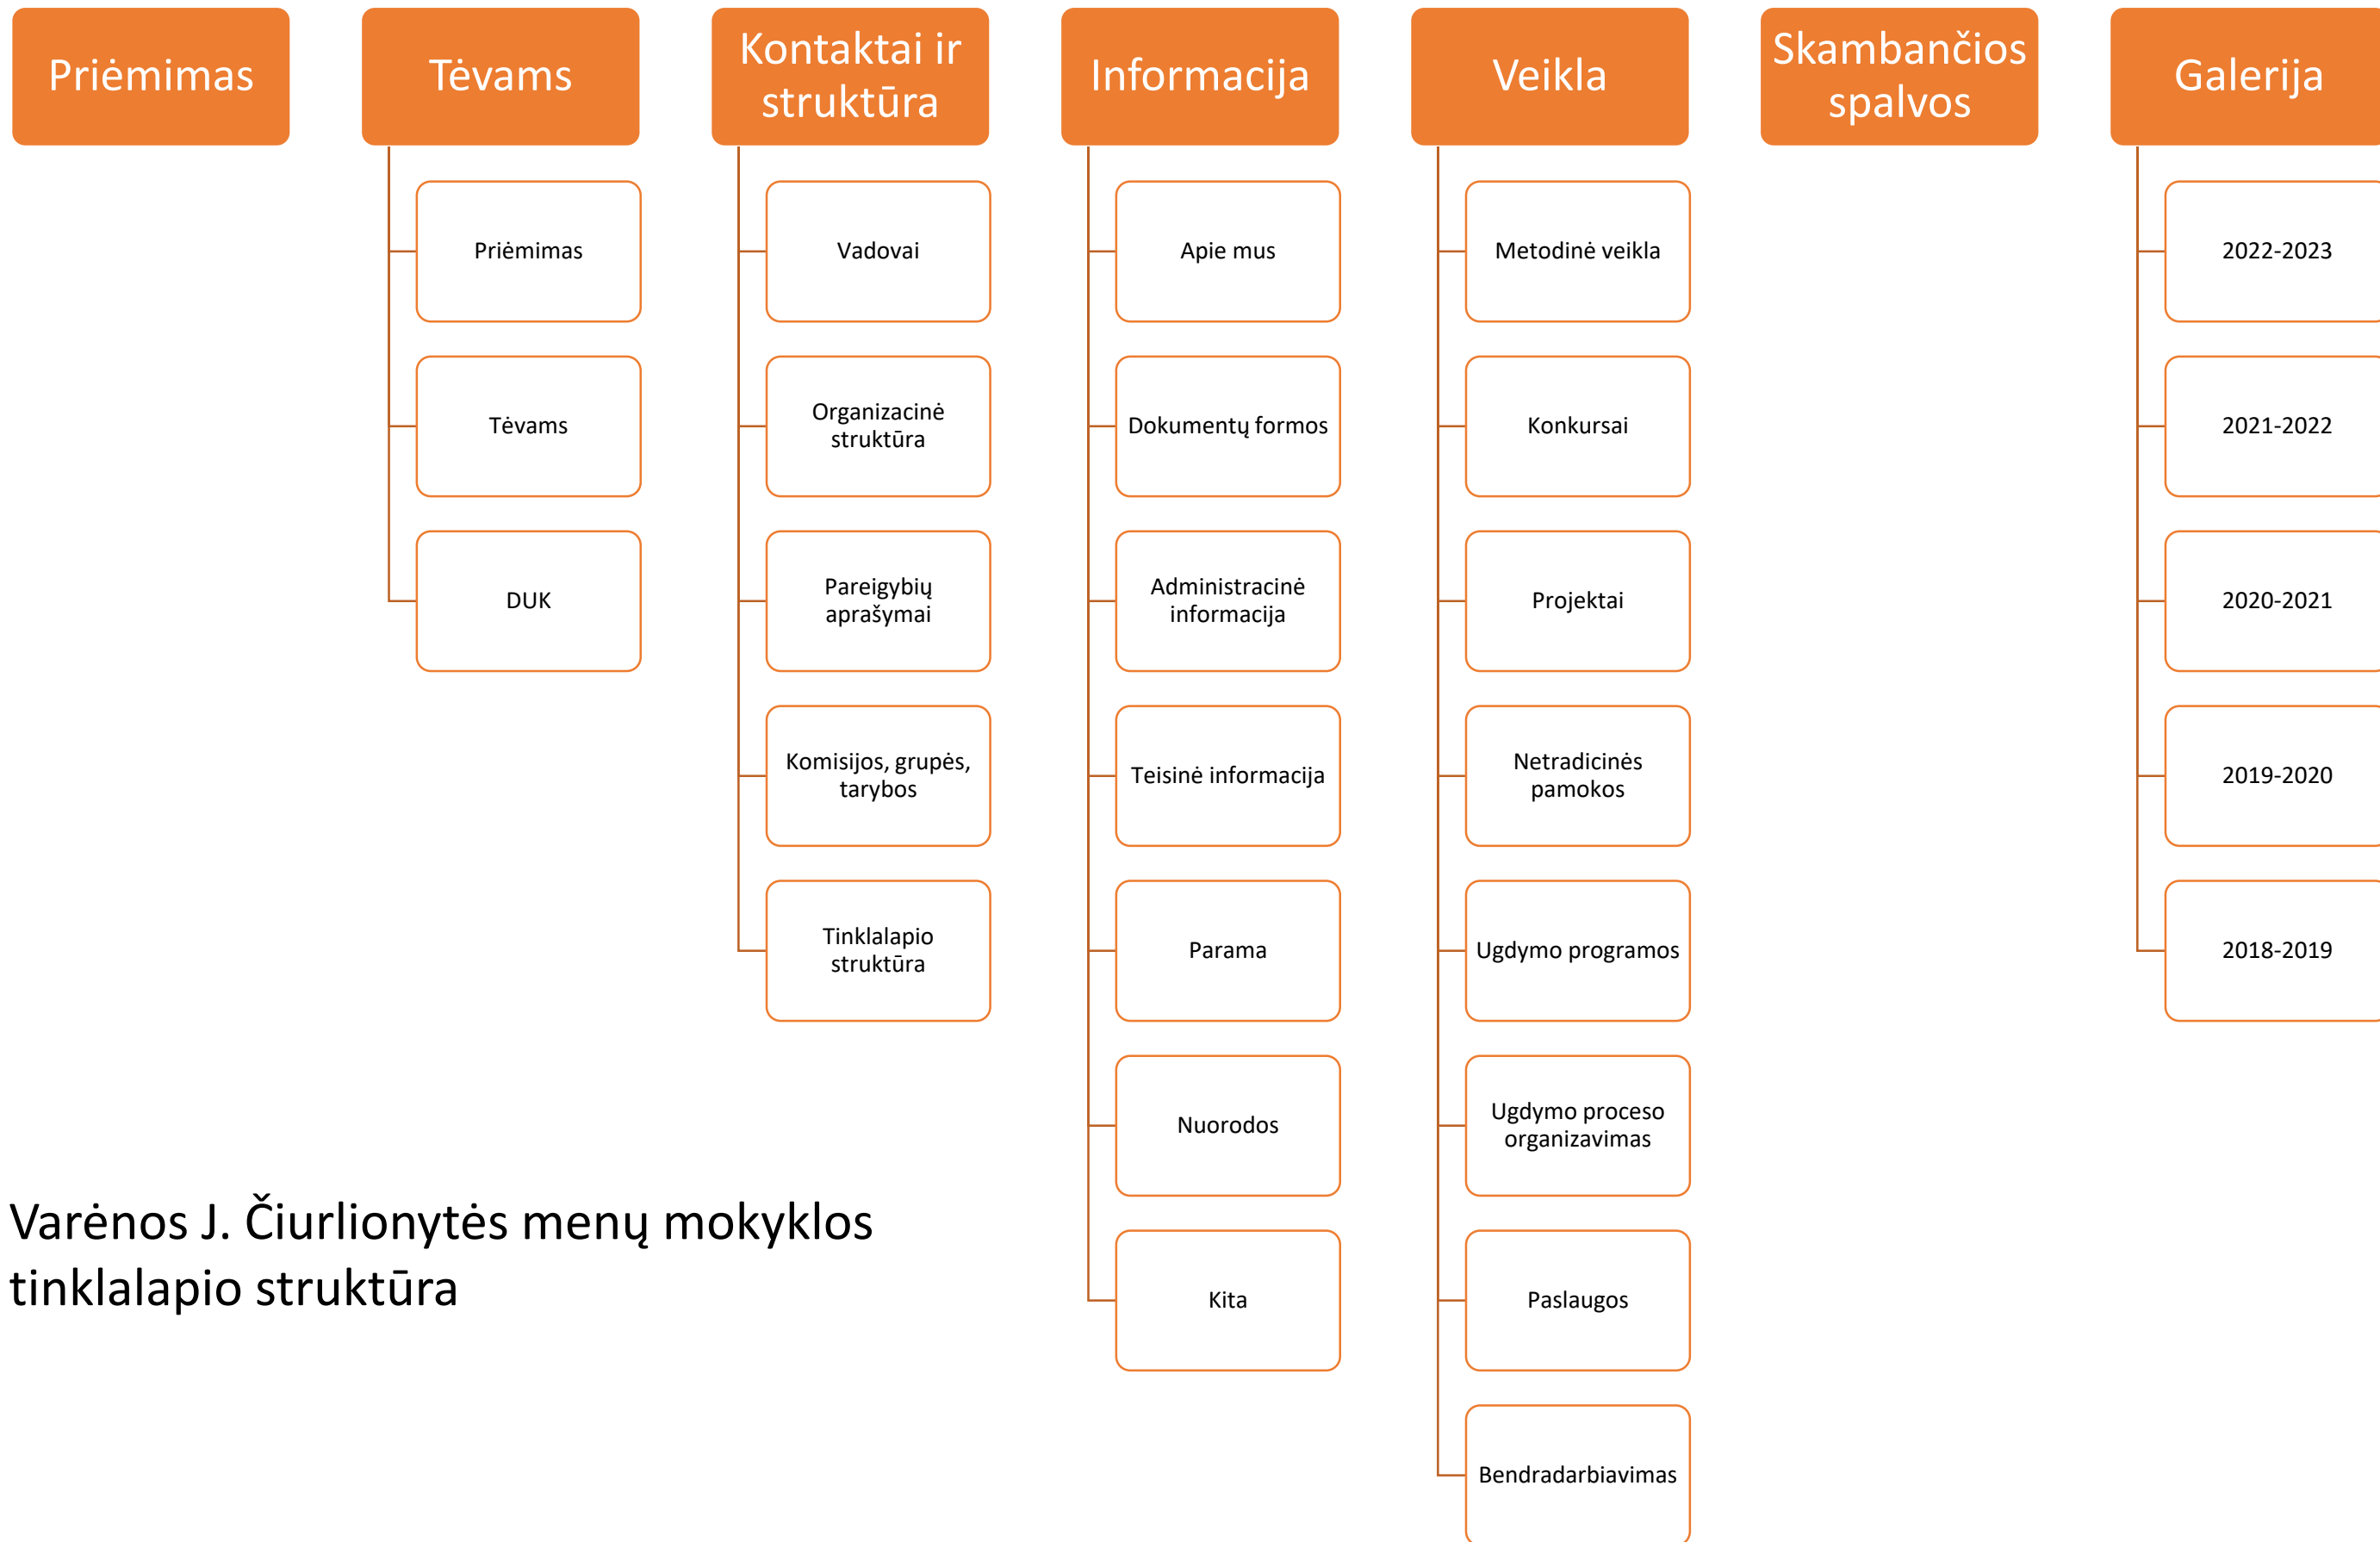 Priėmimas
Tėvams
Priėmimas
Tėvams
DUK
Kontaktai ir
struktūra
Vadovai
Organizacinė
struktūra
Pareigybių
aprašymai
Komisijos, grupės,
tarybos
Tinklalapio
struktūra
Informacija
Apie mus
Dokumentų formos
Administracinė
informacija
Teisinė informacija
Parama
Nuorodos
Kita
Veikla
Metodinė veikla
Konkursai
Projektai
Netradicinės
pamokos
Ugdymo programos
Ugdymo proceso
organizavimas
Paslaugos
Bendradarbiavimas
Skambančios
spalvos
Galerija
2022-2023
2021-2022
2020-2021
2019-2020
2018-2019
Varėnos J. Čiurlionytės menų mokyklos
tinklalapio struktūra